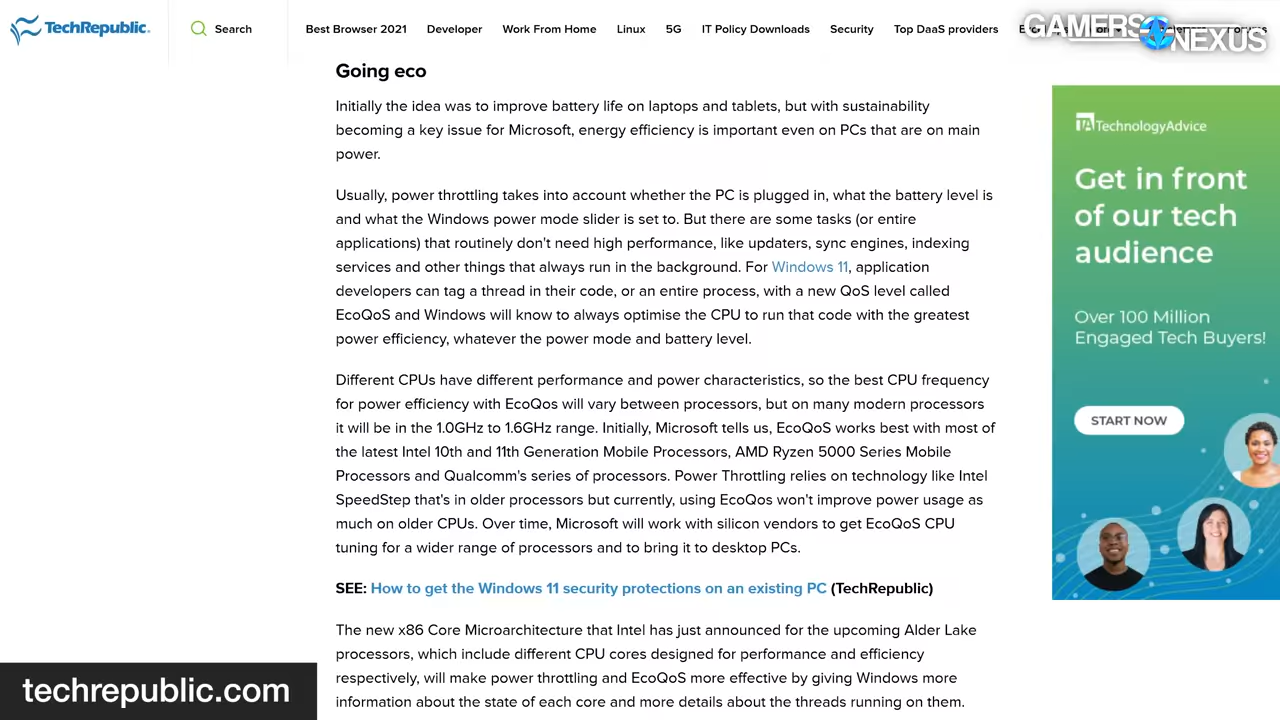 TechRepublic.
Search
Best Browser 2021
Developer
Work From Home
Linux
5G
IT Policy Downloads
Security
Top DaaS providers
GAMERS
NEXUS
Going eco
Initially the idea was to improve battery life on laptops and tablets, but with sustainability
becoming a key issue for Microsoft, energy efficiency is important even on PCs that are on main
power.
Usually, power throttling takes into account whether the PC is plugged in, what the battery level is
and what the Windows power mode slider is set to. But there are some tasks (or entire
applications) that routinely don't need high performance, like updaters, sync engines, indexing
services and other things that always run in the background. For Windows 11, application
developers can tag a thread in their code, or an entire process, with a new QoS level called
EcoQoS and Windows will know to always optimise the CPU to run that code with the greatest
power efficiency, whatever the power mode and battery level.
Different CPUs have different performance and power characteristics, so the best CPU frequency
for power efficiency with EcoQos will vary between processors, but on many modern processors
it will be in the 1.0GHz to 1.6GHz range. Initially, Microsoft tells us, EcoQoS works best with most of
the latest Intel 10th and 11th Generation Mobile Processors, AMD Ryzen 5000 Series Mobile
Processors and Qualcomm's series of processors. Power Throttling relies on technology like Intel
SpeedStep that's in older processors but currently, using EcoQos won't improve power usage as
much on older CPUs. Over time, Microsoft will work with silicon vendors to get EcoQoS CPU
tuning for a wider range of processors and to bring it to desktop PCs.
SEE: How to get the Windows 11 security protections on an existing PC (TechRepublic)
The new x86 Core Microarchitecture that Intel has just announced for the upcoming Alder Lake
processors, which include different CPU cores designed for performance and efficiency
respectively, will make power throttling and EcoQoS more effective by giving Windows more
information about the state of each core and more details about the threads running on them.
TA TechnologyAdvice
Get in front
of our tech
audience
Over 100 Million
Engaged Tech Buyers!
START NOW
techrepublic.com